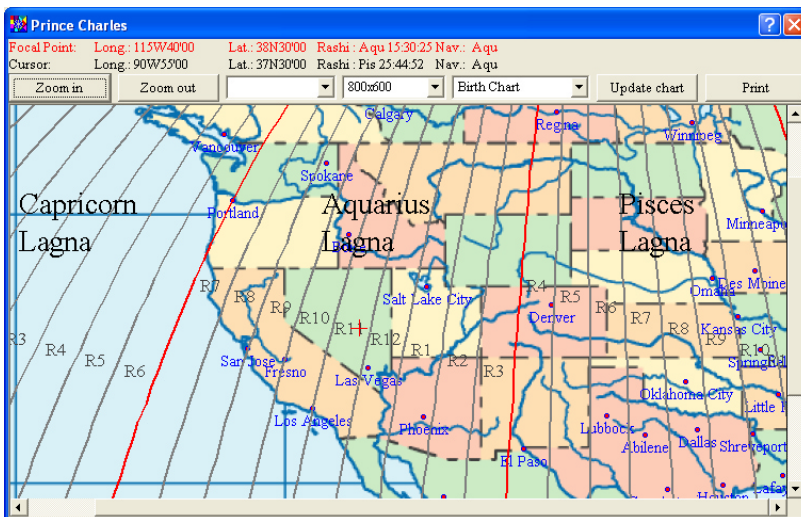 Prince Charles
Focal Point: Long.: 115W40'00 Lat.: 38N30'00 Rashi : Aqu 15:30:25 Nav.: Aqu
Cursor: Long.: 90W55'00 Lat.: 37N30'00 Rashi : Pis 25:44:52 Nav.: Aqu
Zoom in Zoom out 800x600 Birth Chart Update chart Print
Calgary Regina Winnipeg
Vancouver
Spokane
Capricorn Aquarius Pisces
Portland Minneapo
Lagna Lagna Lagna
R7 R8 R9 R10 R11 R12 R1 R2 R3 R4 R5 R6 R7 R8 R9 R10
Salt Lake City Omaha Des Moine
Denver Kansas City
R3 R4 R5 R6
San Jose Fresno
Las Vegas
Oklahoma City
Los Angeles Phoenix Lubbock Little
Abilene Dallas Shreveport
El Paso